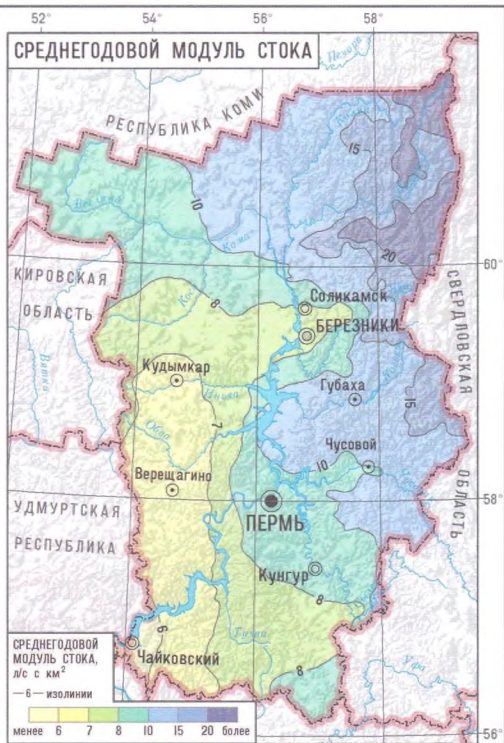 52°
54°
56°
58°
СРЕДНЕГОДОВОЙ МОДУЛЬ СТОКА
Печора
РЕСПУБЛИКА КОМИ
15
10
Весляна
Кама
20
60°
КИРОВСКАЯ
ОБЛАСТЬ
8
Соликамск
БЕРЕЗНИКИ
СВЕРДЛОВСКАЯ
ОБЛАСТЬ
Вятка
Кудымкар
Иньва
Губаха
15
Обва
7
Чусовой
10
Верещагино
58°
ПЕРМЬ
УДМУРТСКАЯ
РЕСПУБЛИКА
Кунгур
8
6
Чайковский
8
Уфа
СРЕДНЕГОДОВОЙ
МОДУЛЬ СТОКА,
л/с с км²
—6— изолинии
менее 6 7 8 10 15 20 более
56°